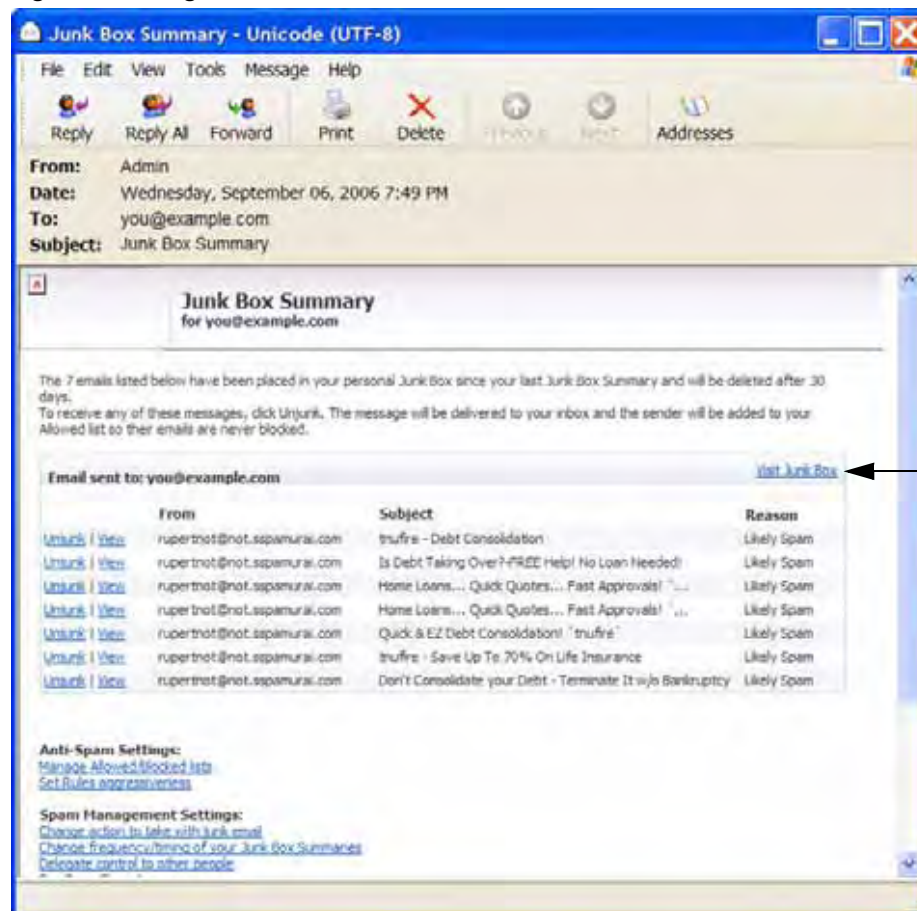 Junk Box Summary - Unicode (UTF-8)
File Edit View Tools Message Help
Reply Reply All Forward Print Delete Previous Next Addresses
From: Admin
Date: Wednesday, September 06, 2006 7:49 PM
To: you@example.com
Subject: Junk Box Summary
Junk Box Summary
for you@example.com
The 7 emails listed below have been placed in your personal Junk Box since your last Junk Box Summary and will be deleted after 30
days.
To receive any of these messages, click Unjunk. The message will be delivered to your inbox and the sender will be added to your
Allowed list so their emails are never blocked.
Email sent to: you@example.com Visit Junk Box
From Subject Reason
Unjunk | View rupertnot@not.sspamurai.com tnufire - Debt Consolidation Likely Spam
Unjunk | View rupertnot@not.sspamurai.com Is Debt Taking Over?-FREE Help! No Loan Needed! Likely Spam
Unjunk | View rupertnot@not.sspamurai.com Home Loans... Quick Quotes... Fast Approvals! `... Likely Spam
Unjunk | View rupertnot@not.sspamurai.com Home Loans... Quick Quotes... Fast Approvals! `... Likely Spam
Unjunk | View rupertnot@not.sspamurai.com Quick & EZ Debt Consolidation! `tnufre` Likely Spam
Unjunk | View rupertnot@not.sspamurai.com tnufre - Save Up To 70% On Life Insurance Likely Spam
Unjunk | View rupertnot@not.sspamurai.com Don't Consolidate your Debt - Terminate It w/o Bankruptcy Likely Spam
Anti-Spam Settings:
Manage Allowed/Blocked lists
Set Rules aggressiveness
Spam Management Settings:
Change action to take with junk email
Change frequency/timing of your Junk Box Summaries
Delegate control to other people